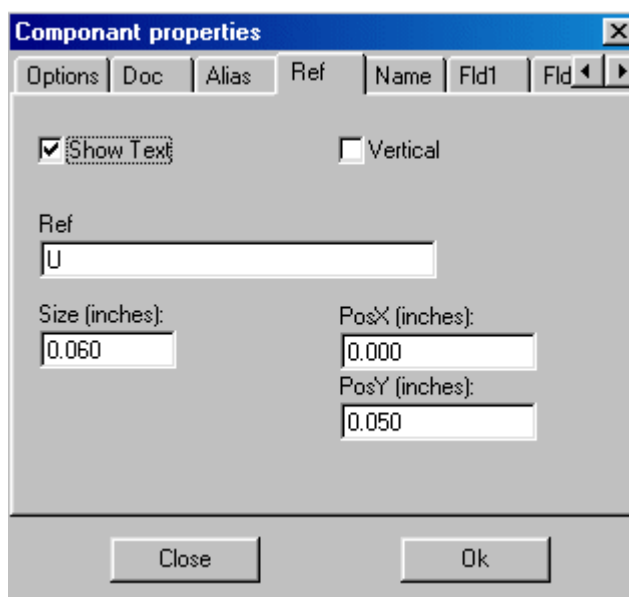 Componant properties
Options Doc Alias Ref Name Fld1 Fld
Show Text Vertical
Ref
U
Size (inches): PosX (inches):
0.060 0.000
PosY (inches):
0.050
Close Ok